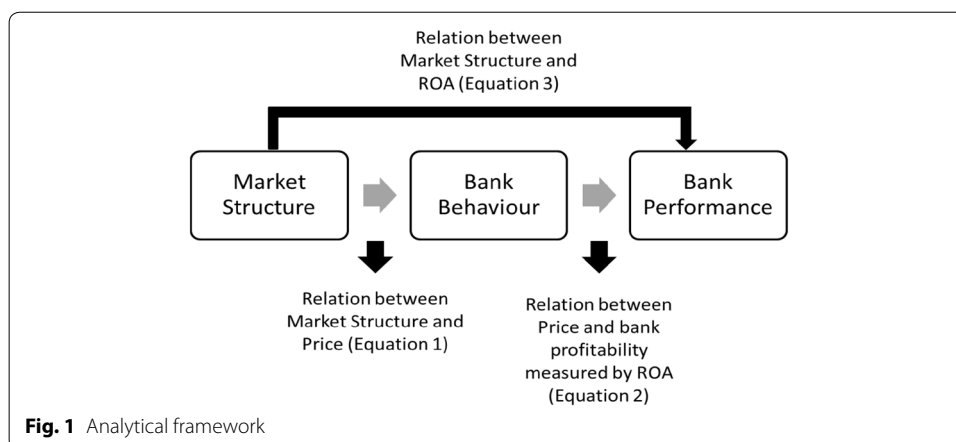 Relation between
Market Structure and
ROA (Equation 3)
Market
Structure
Bank
Behaviour
Bank
Performance
Relation between
Market Structure and
Price (Equation 1)
Relation between
Price and bank
profitability
measured by ROA
(Equation 2)
Fig. 1 Analytical framework